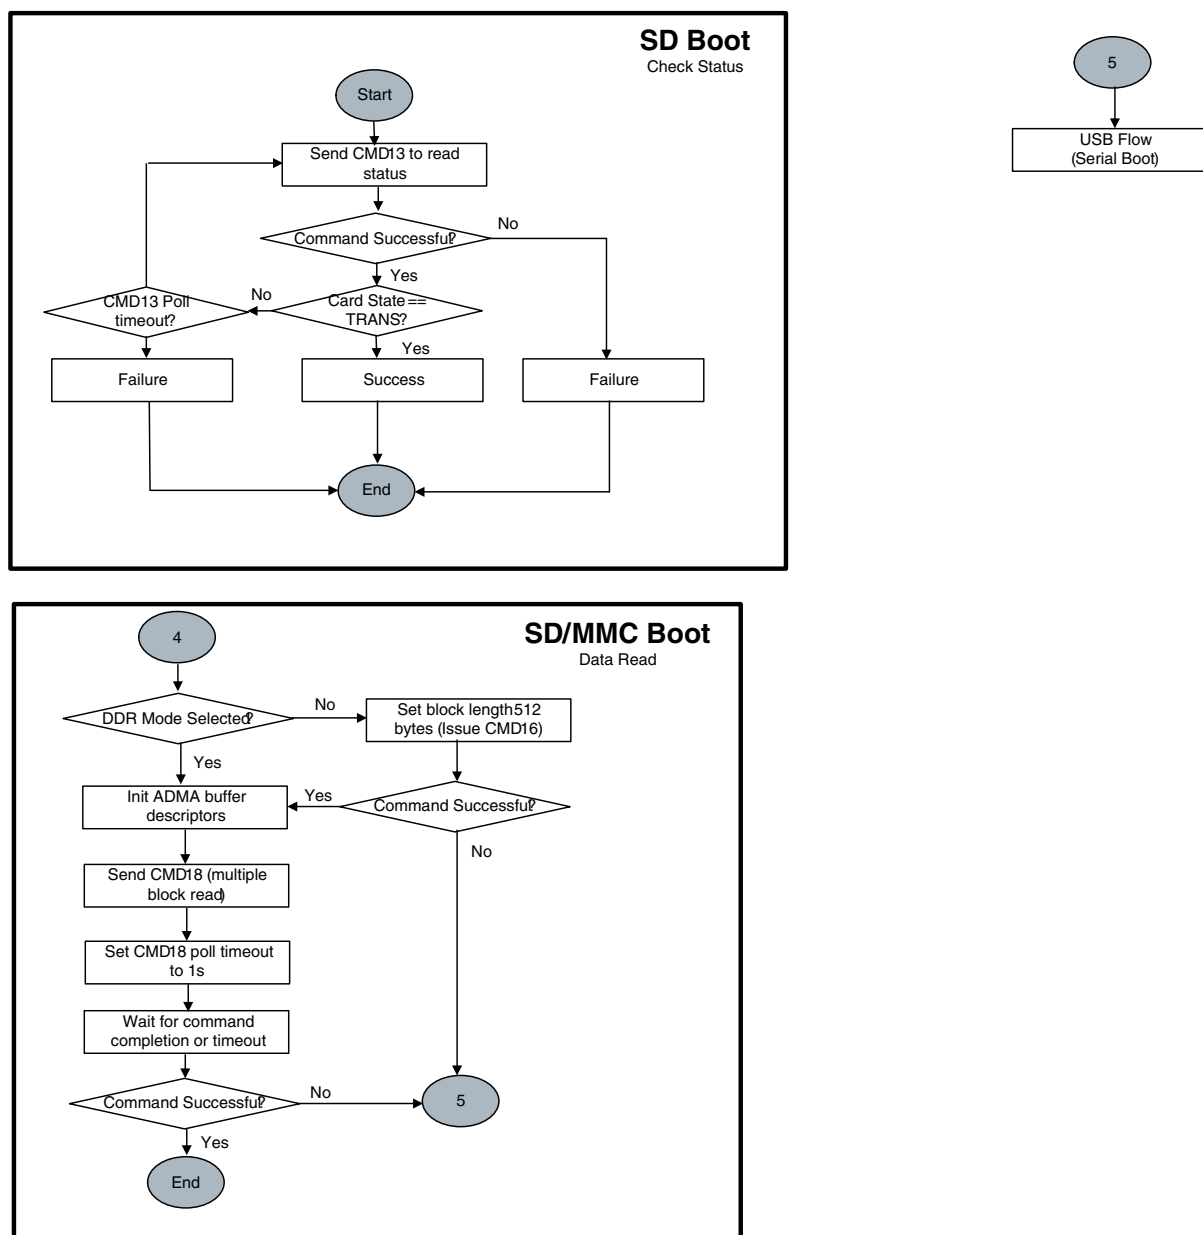 SD Boot
Check Status
Start
Send CMD13 to read
status
Command Successful?
No
Yes
Card State ==
TRANS?
No
CMD13 Poll
timeout?
Yes
Failure
Success
Failure
End
5
USB Flow
(Serial Boot)
SD/MMC Boot
Data Read
4
DDR Mode Selected?
No
Set block length512
bytes (Issue CMD16)
Yes
Init ADMA buffer
descriptors
Yes
Command Successful?
No
Send CMD18 (multiple
block read)
Set CMD18 poll timeout
to 1s
Wait for command
completion or timeout
Command Successful?
No
5
Yes
End